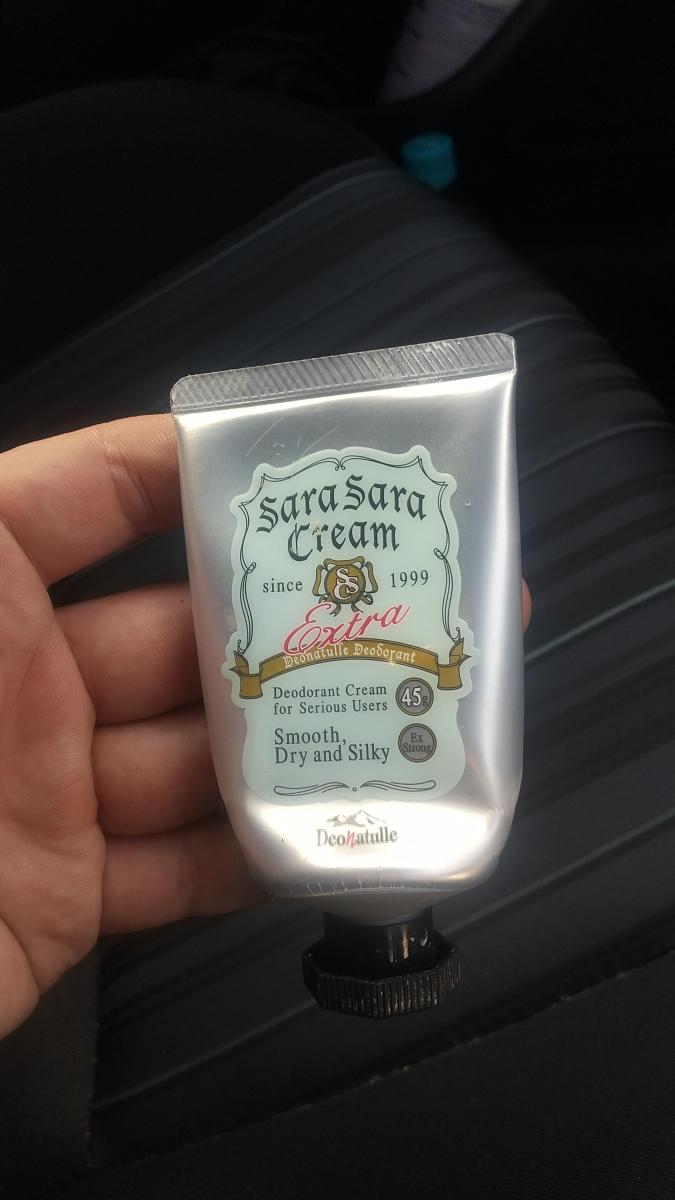 Sara Sara
Cream
since SSC 1999
Extra
Deonatulle Deodorant
Deodorant Cream
for Serious Users
45g
Smooth,
Dry and Silky
Ex
Strong
Deonatulle